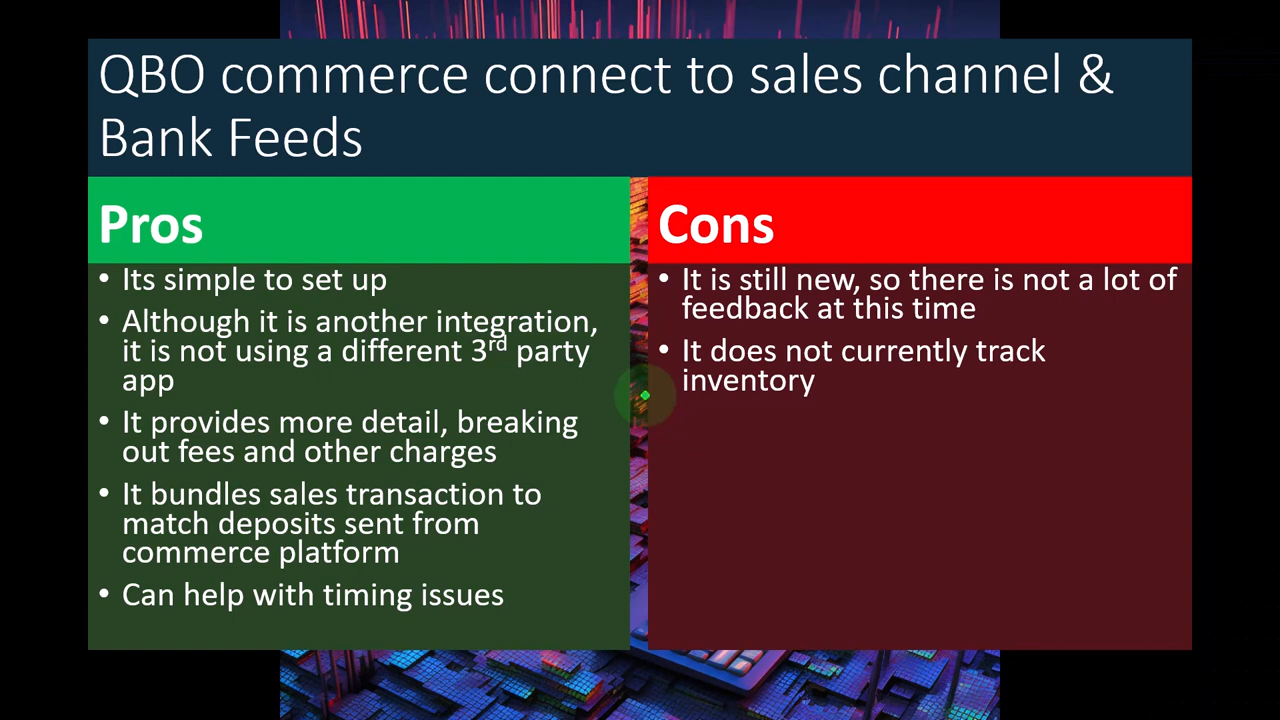 QBO commerce connect to sales channel &
Bank Feeds
Pros
• Its simple to set up
• Although it is another integration,
it is not using a different 3rd party
app
• It provides more detail, breaking
out fees and other charges
• It bundles sales transaction to
match deposits sent from
commerce platform
• Can help with timing issues
Cons
• It is still new, so there is not a lot of
feedback at this time
• It does not currently track
inventory